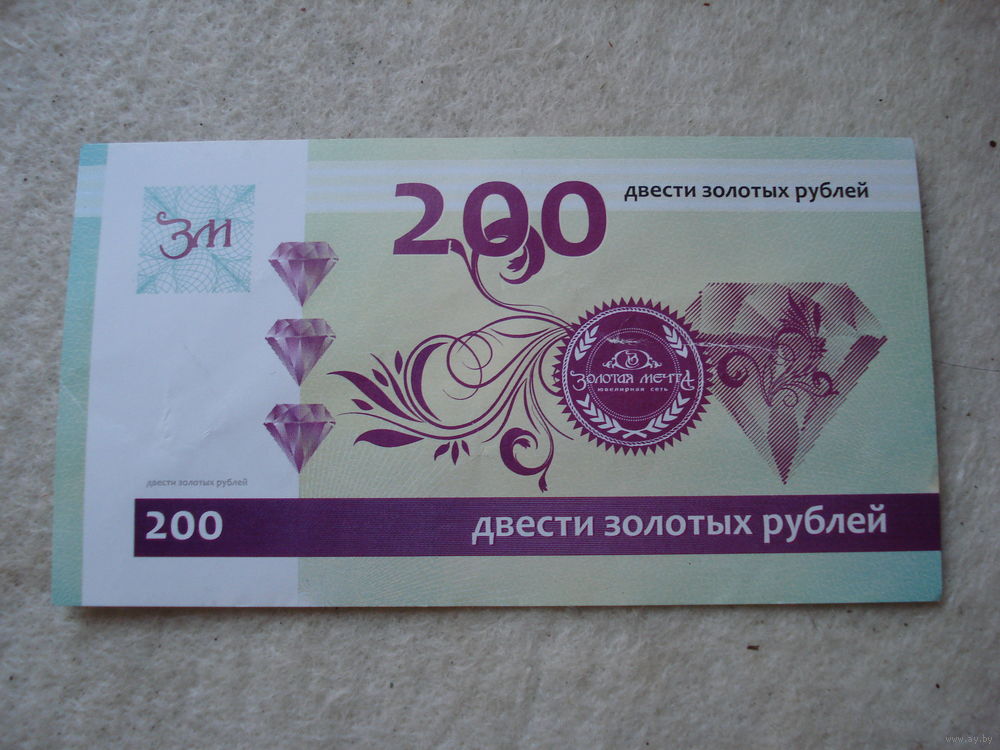 200 двести золотых рублей
ЗМ
ЗОЛОТАЯ МЕЧТА
ювелирная сеть
двести золотых рублей
200 двести золотых рублей
www.ay.by